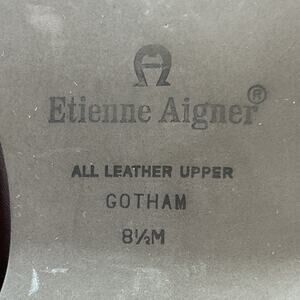 Etienne Aigner®
ALL LEATHER UPPER
GOTHAM
8½M